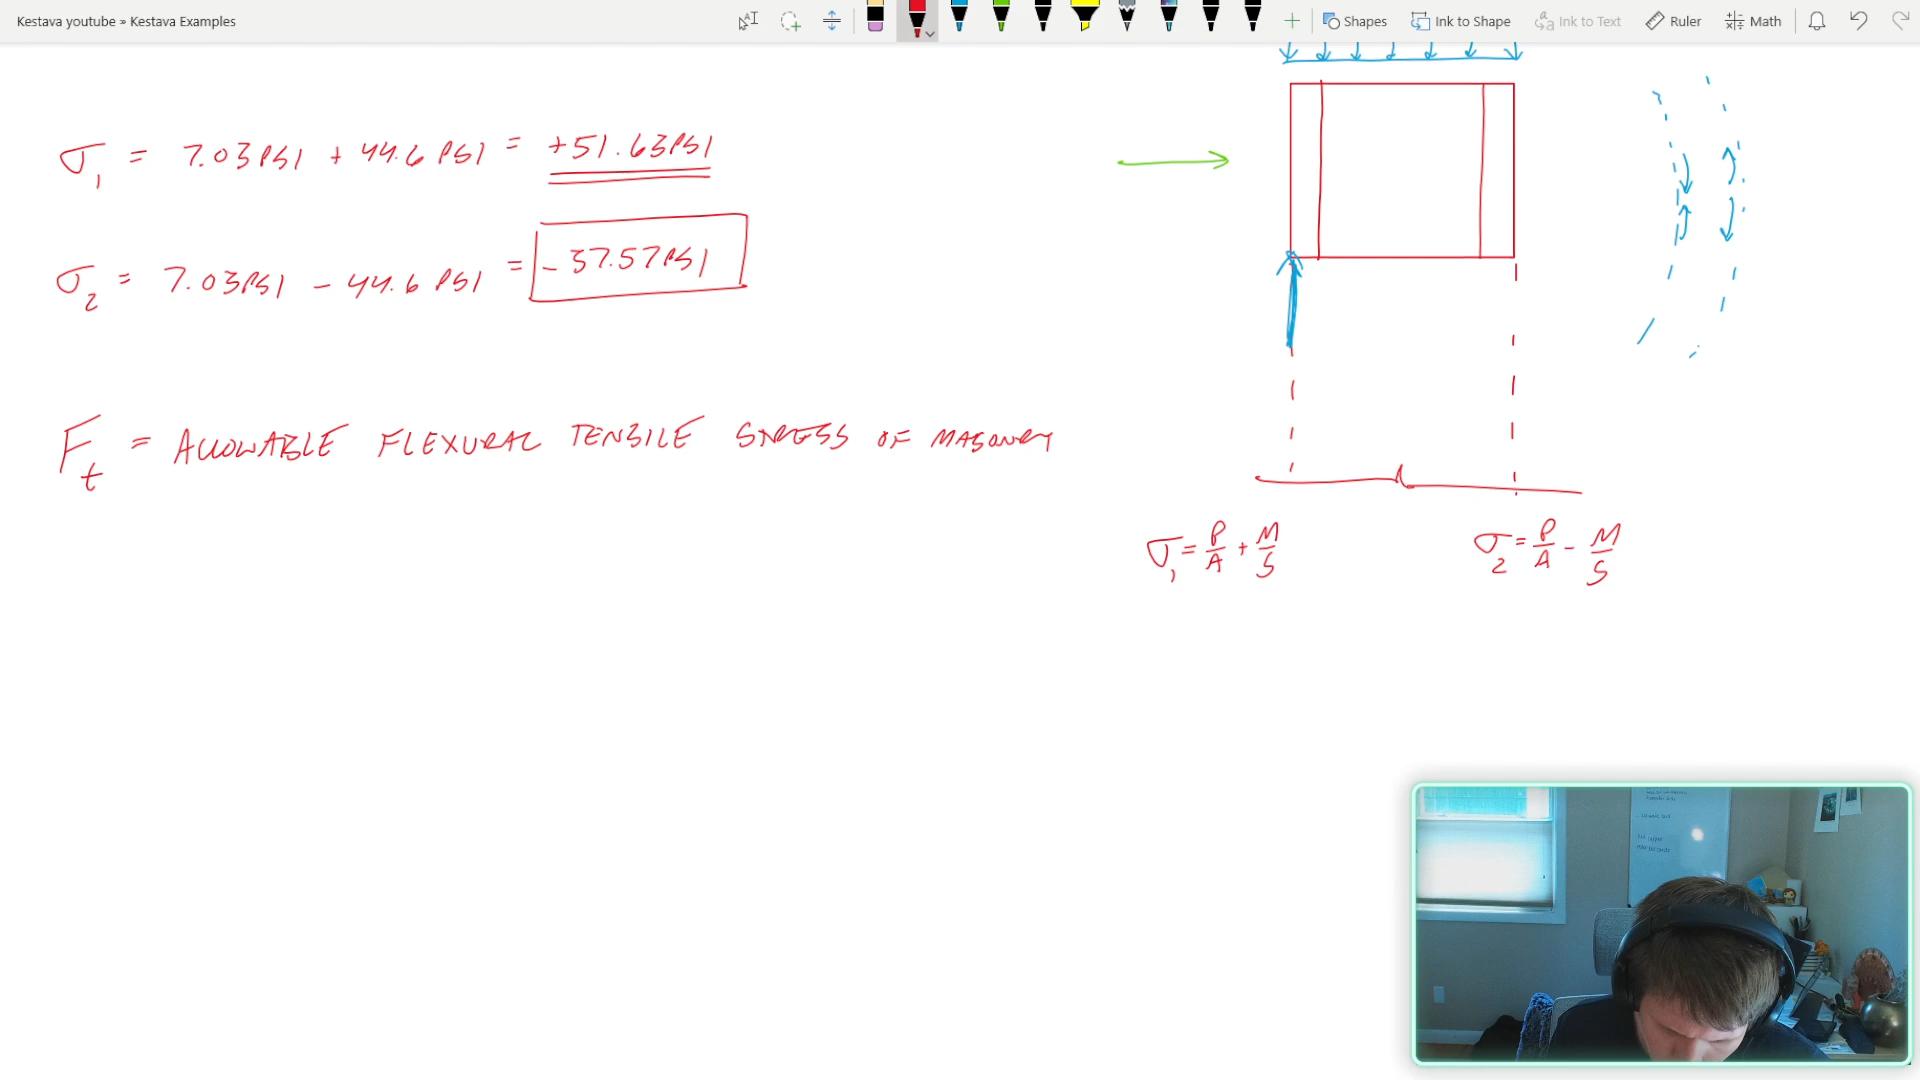 Kestava youtube » Kestava Examples
Shapes
Ink to Shape
Ink to Text
Ruler
Math
σ1 = 7.03PSI + 44.6 PSI = +51.63PSI
σ2 = 7.03PSI - 44.6 PSI = -37.57PSI
Ft = ALLOWABLE FLEXURAL TENSILE STRESS OF MASONRY
σ1 = P/A + M/S
σ2 = P/A - M/S